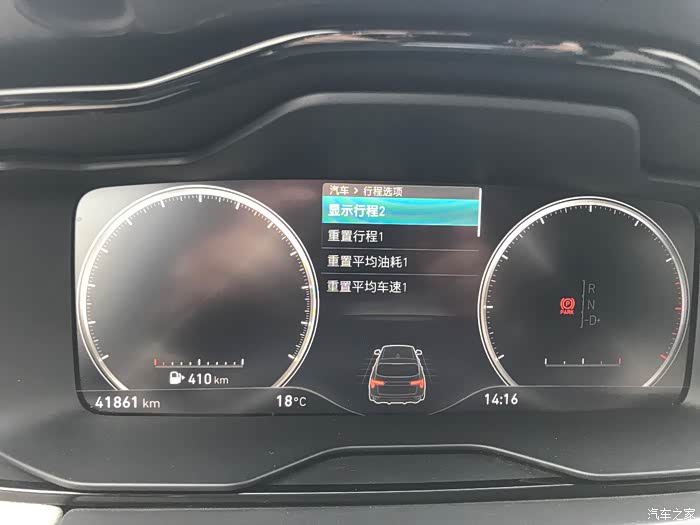 汽车 > 行程选项
显示行程2
重置行程1
重置平均油耗1
重置平均车速1
R
N
D
PARK
410 km
41861 km
18°C
14:16
汽车之家